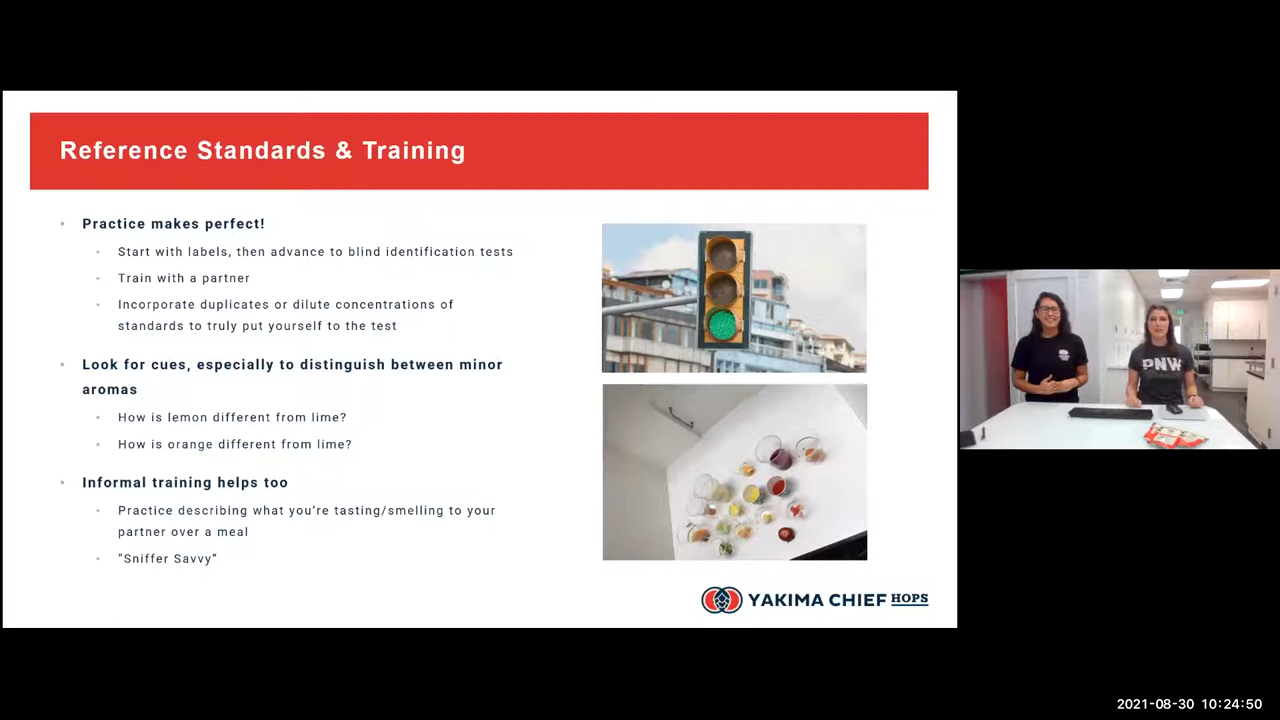 Reference Standards & Training
• Practice makes perfect!
• Start with labels, then advance to blind identification tests
• Train with a partner
• Incorporate duplicates or dilute concentrations of
standards to truly put yourself to the test
• Look for cues, especially to distinguish between minor
aromas
• How is lemon different from lime?
• How is orange different from lime?
• Informal training helps too
• Practice describing what you’re tasting/smelling to your
partner over a meal
• “Sniffer Savvy”
YAKIMA CHIEF HOPS
PNW
2021-08-30 10:24:50